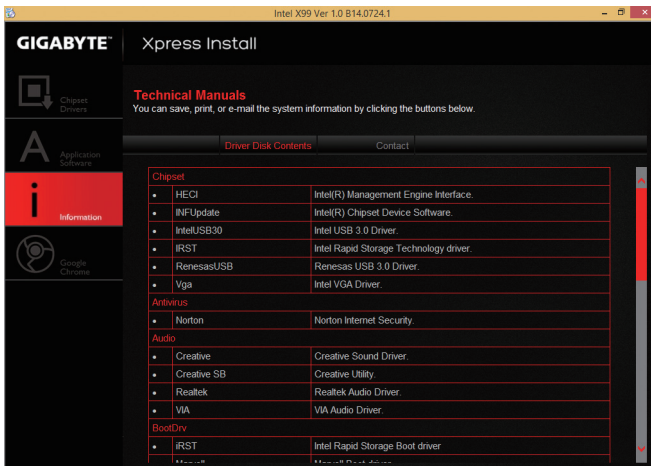 Intel X99 Ver 1.0 B14.0724.1
GIGABYTE™
Xpress Install
Chipset
Drivers
Application
Software
Information
Google
Chrome
Technical Manuals
You can save, print, or e-mail the system information by clicking the buttons below.
Driver Disk Contents Contact
Chipset
• HECI Intel(R) Management Engine Interface.
• INFUpdate Intel(R) Chipset Device Software.
• IntelUSB30 Intel USB 3.0 Driver.
• IRST Intel Rapid Storage Technology driver.
• RenesasUSB Renesas USB 3.0 Driver.
• Vga Intel VGA Driver.
Antivirus
• Norton Norton Internet Security.
Audio
• Creative Creative Sound Driver.
• Creative SB Creative Utility.
• Realtek Realtek Audio Driver.
• VIA VIA Audio Driver.
BootDrv
• iRST Intel Rapid Storage Boot driver